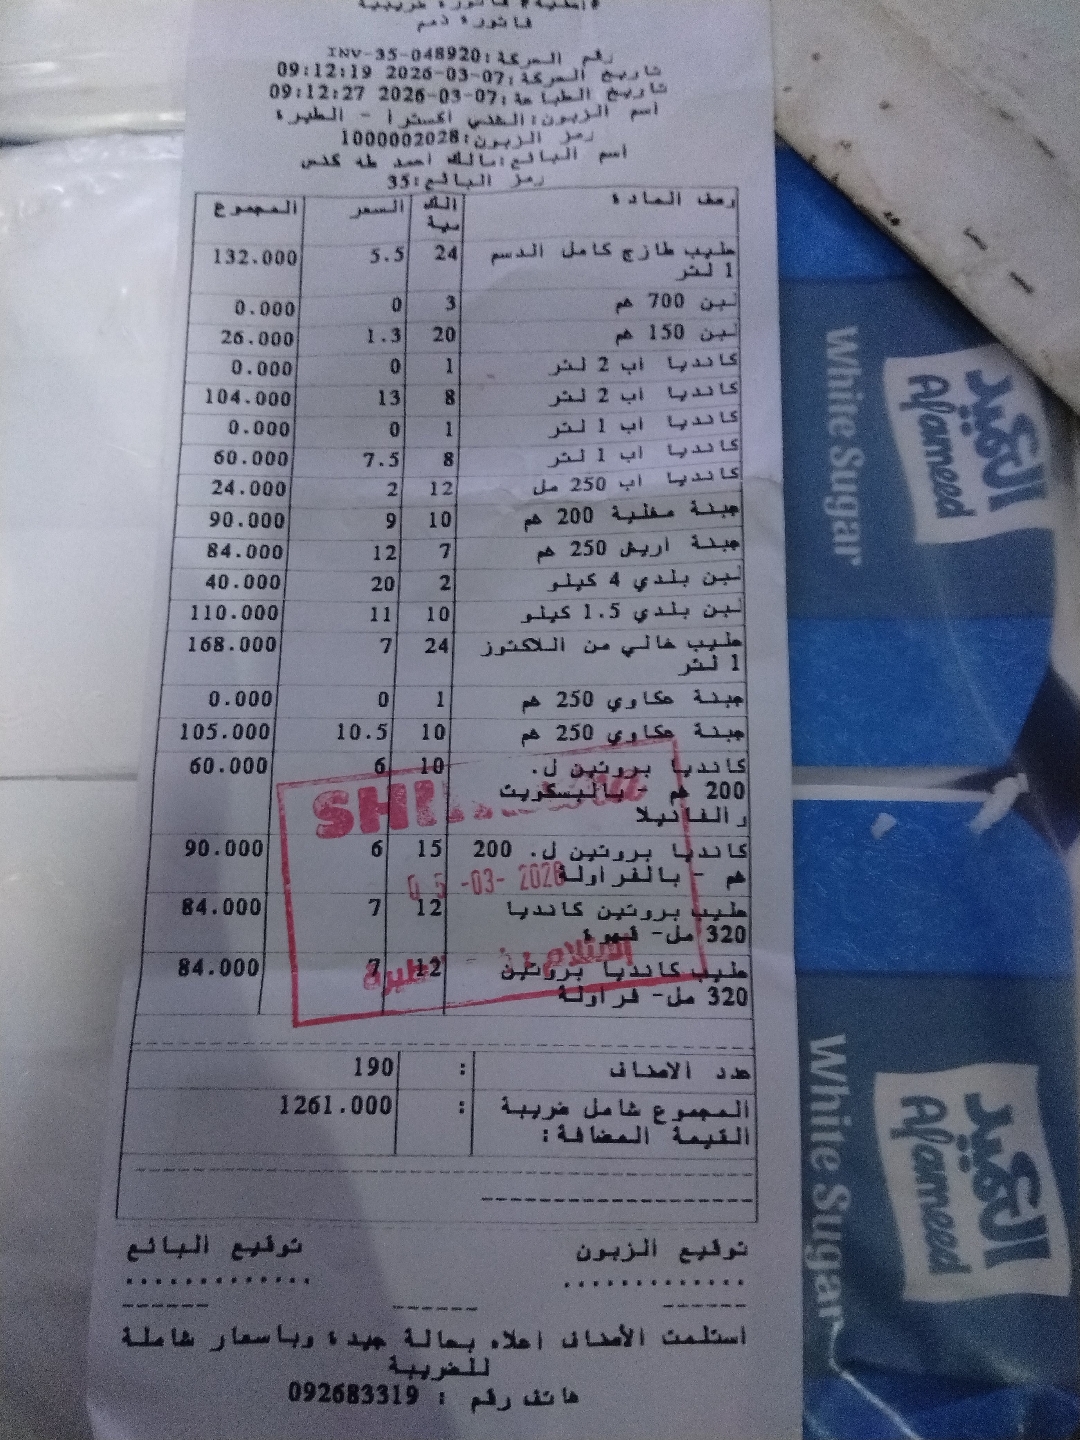 فاتورة ذمم
رقم الحركة:INV-35-048920
تاريخ الحركة:2026-03-07 09:12:19
تاريخ الطباعة:2026-03-07 09:12:27
اسم الزبون:الشني اكسترا - الطيرة
رمز الزبون:1000002028
اسم البائع:مالك احمد طه
رمز البائع:35
وصف المادة الكمية السعر المجموع
حليب طازج كامل الدسم 24 5.5 132.000
1 لتر
لبن 700 غم 3 0 0.000
لبن 150 غم 20 1.3 26.000
كانديا اب 2 لتر 1 0 0.000
كانديا اب 2 لتر 8 13 104.000
كانديا اب 1 لتر 1 0 0.000
كانديا اب 1 لتر 8 7.5 60.000
كانديا اب 250 مل 12 2 24.000
جبنة مغلية 200 غم 10 9 90.000
جبنة اريش 250 غم 7 12 84.000
لبن بلدي 4 كيلو 2 20 40.000
لبن بلدي 1.5 كيلو 10 11 110.000
حليب خالي من اللاكتوز 24 7 168.000
1 لتر
جبنة عكاوي 250 غم 1 0 0.000
جبنة عكاوي 250 غم 10 10.5 105.000
كانديا بروتين ل. 10 6 60.000
200 غم - بالبسكويت
والفانيلا
كانديا بروتين ل. 200 15 6 90.000
غم - بالفراولة
حليب بروتين كانديا 12 7 84.000
320 مل- قهوة
حليب كانديا بروتين 12 7 84.000
320 مل- فراولة
عدد الاصناف : 190
المجموع شامل ضريبة : 1261.000
القيمة المضافة:
توقيع الزبون توقيع البائع
استلمت الأصناف اعلاه بحالة جيدة وباسعار شاملة
للضريبة
هاتف رقم : 092683319
العميد
Alameed
White Sugar
العميد
Alameed
White Sugar